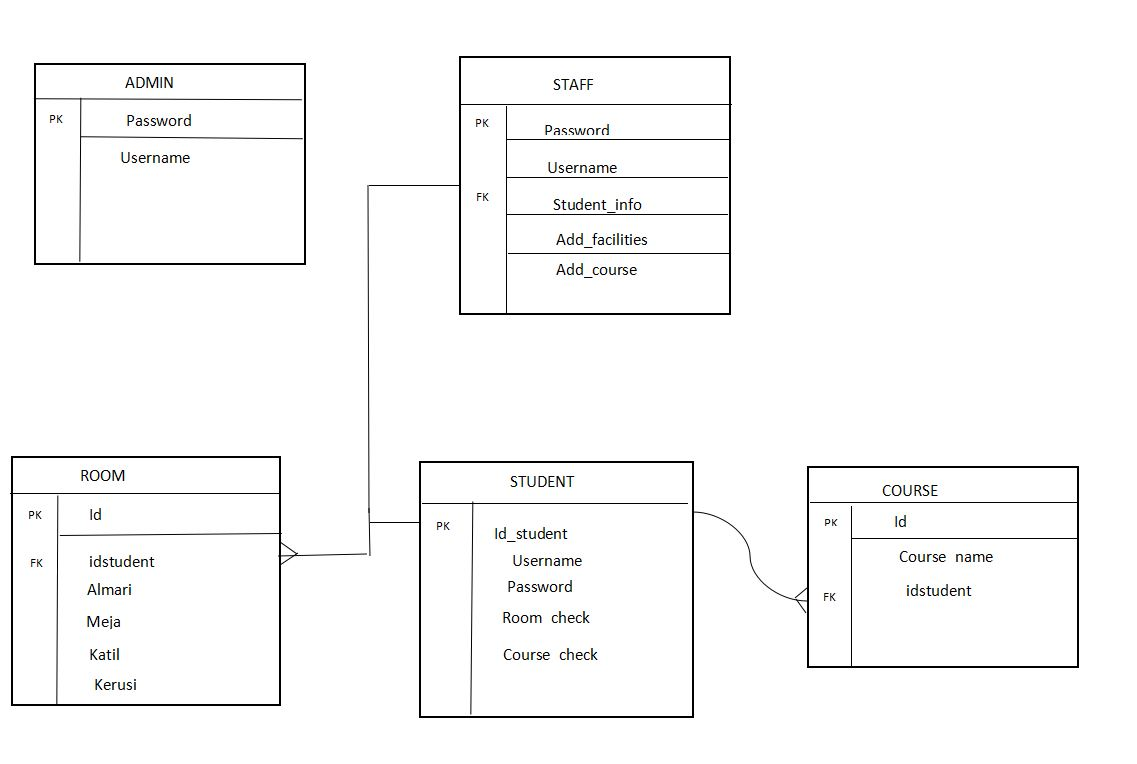 ADMIN
PK Password
Username
STAFF
PK Password
Username
FK Student_info
Add_facilities
Add_course
ROOM
PK Id
FK idstudent
Almari
Meja
Katil
Kerusi
STUDENT
PK Id_student
Username
Password
Room check
Course check
COURSE
PK Id
Course name
FK idstudent